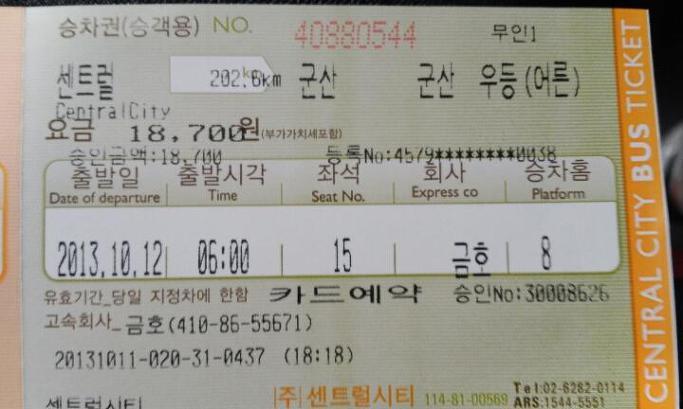 승차권(승객용) NO. 40880544 무인1
센트럴 202.6km 군산 군산 우등(어른)
CentralCity
요금 18,700원(부가가치세포함)
승인금액:18,700 등록No:4579********0038
출발일 출발시각 좌석 회사 승차홈
Date of departure Time Seat No. Express co Platform
2013.10.12 06:00 15 금호 8
유효기간_당일 지정차에 한함 카드예약 승인No:30008626
고속회사_금호(410-86-55671)
20131011-020-31-0437 (18:18)
센트럴시티 |주|센트럴시티 114-81-00569 Tel:02-6282-0114
ARS:1544-5551
CENTRAL CITY BUS TICKET